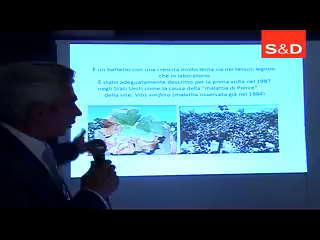 S&D
È un batterio con una crescita molto lenta sia nei tessuti legnosi
che in laboratorio.
È stato adeguatamente descritto per la prima volta nel 1987
negli Stati Uniti come la causa della "malattia di Pierce"
della vite, Vitis vinifera (malattia osservata già nel 1884)